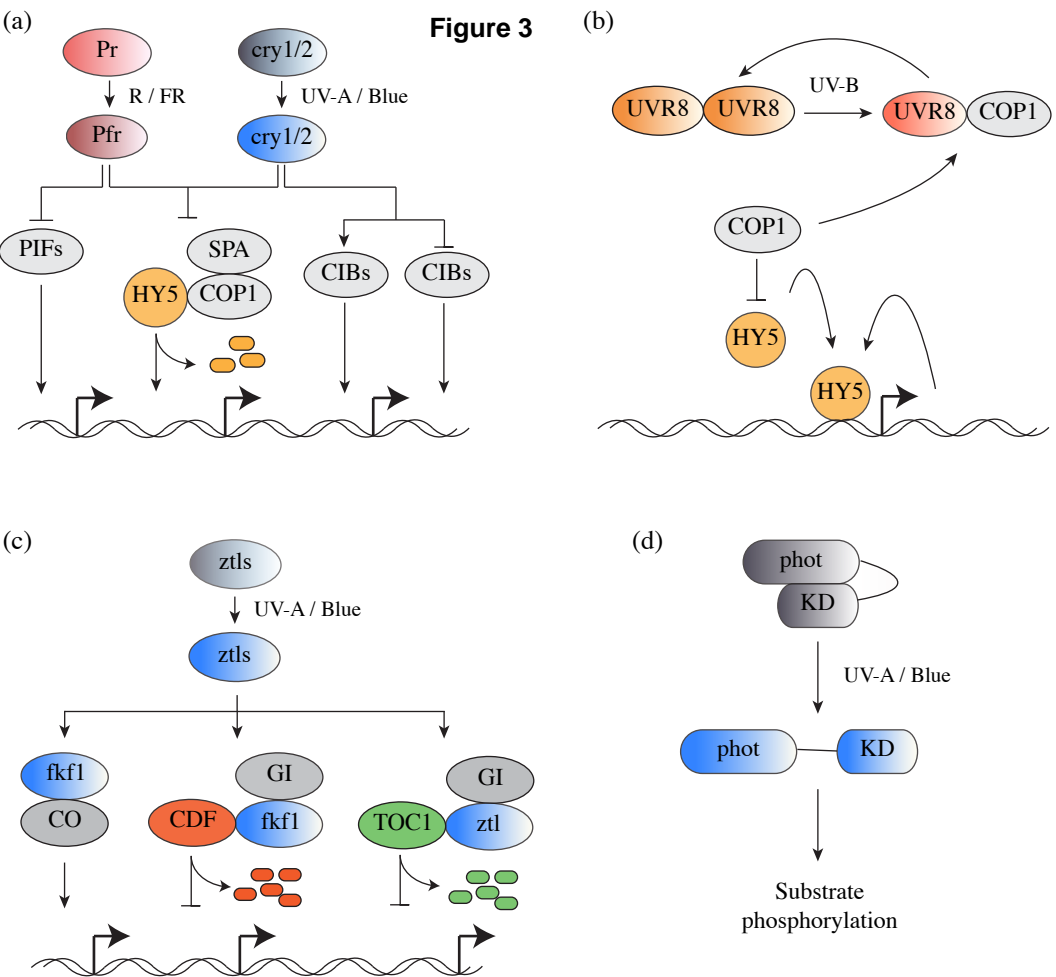 (a)
Figure 3
Pr
cry1/2
R / FR
UV-A / Blue
Pfr
cry1/2
PIFs
SPA
CIBs
CIBs
HY5
COP1
(b)
UV-B
UVR8
UVR8
UVR8
COP1
COP1
HY5
HY5
(c)
ztls
UV-A / Blue
ztls
fkf1
CO
GI
CDF
fkf1
GI
TOC1
ztl
(d)
phot
KD
UV-A / Blue
phot
KD
Substrate
phosphorylation